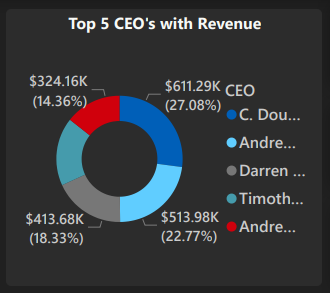 Top 5 CEO's with Revenue
$324.16K
(14.36%)
$611.29K
(27.08%)
CEO
C. Dou...
Andre...
Darren ...
Timoth...
Andre...
$413.68K
(18.33%)
$513.98K
(22.77%)